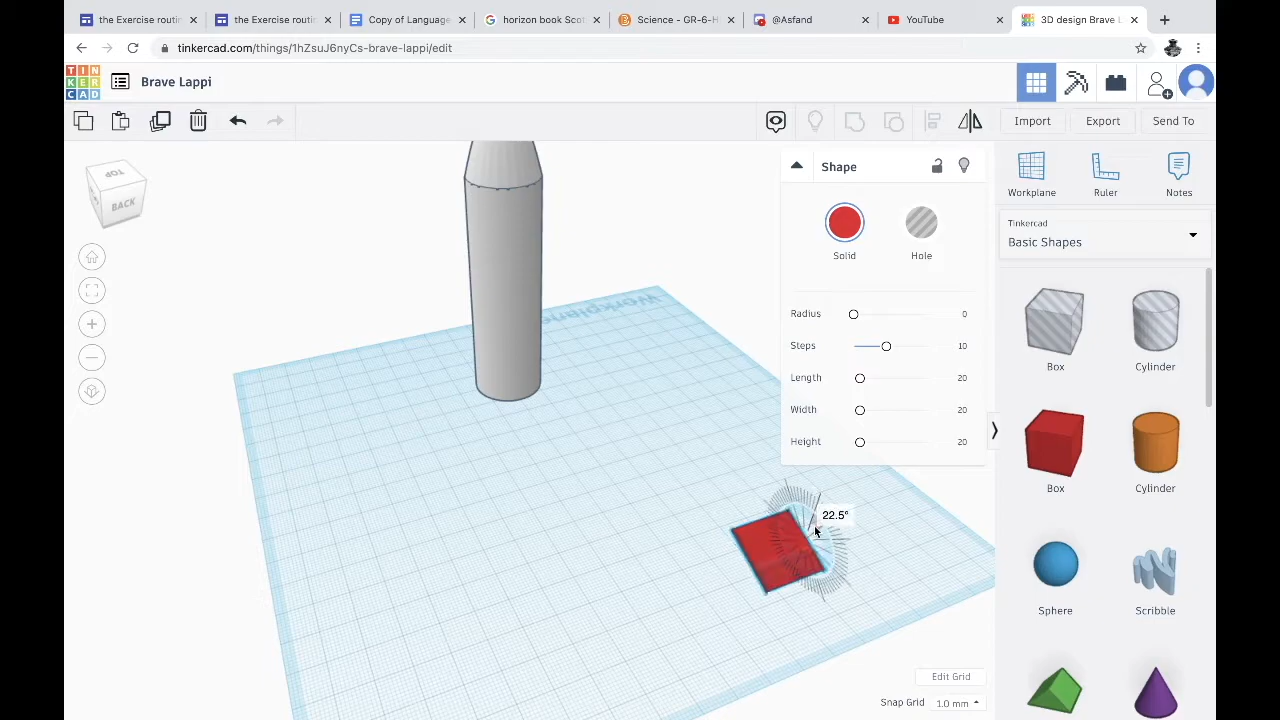 the Exercise routin
the Exercise routin
Copy of Language
horizon book Scot
Science - GR-6-H
@Asfand
YouTube
3D design Brave L
tinkercad.com/things/1hZsuJ6nyCs-brave-lappi/edit
TIN
KER
CAD
Brave Lappi
Import
Export
Send To
TOP
BACK
Workplane
Shape
Solid
Hole
Radius 0
Steps 10
Length 20
Width 20
Height 20
22.5°
Workplane
Ruler
Notes
Tinkercad
Basic Shapes
Box
Cylinder
Box
Cylinder
Sphere
Scribble
Edit Grid
Snap Grid 1.0 mm